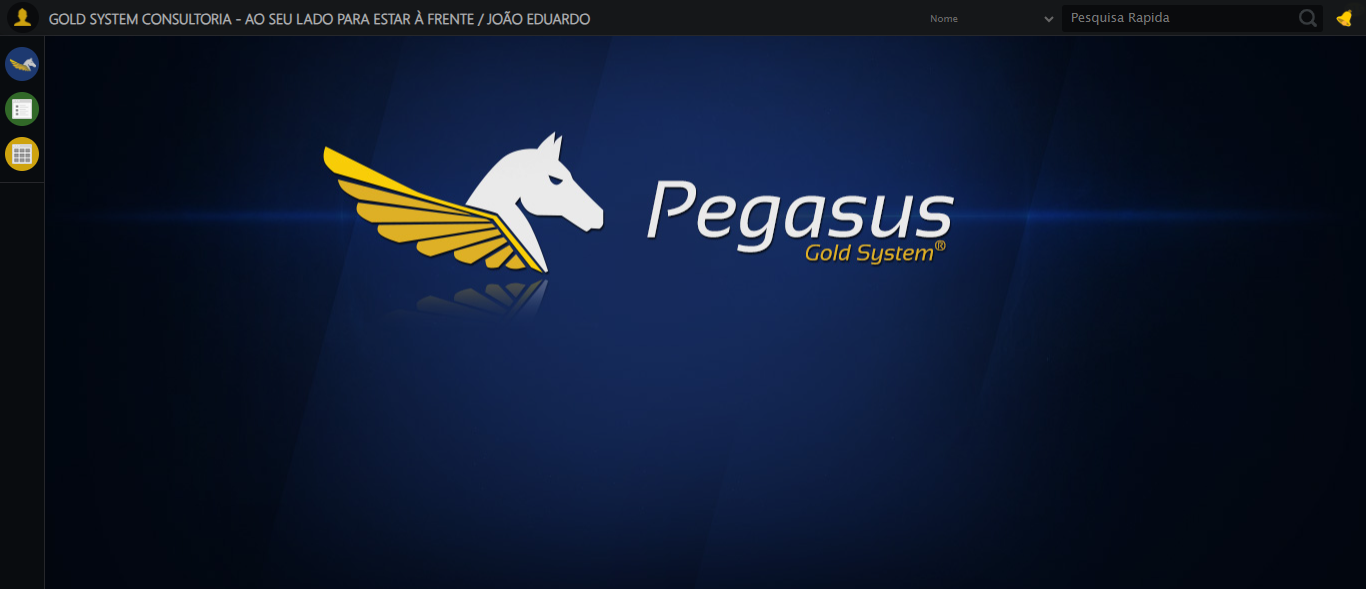 GOLD SYSTEM CONSULTORIA - AO SEU LADO PARA ESTAR À FRENTE / JOÃO EDUARDO
Nome
Pesquisa Rapida
Pegasus
Gold System®